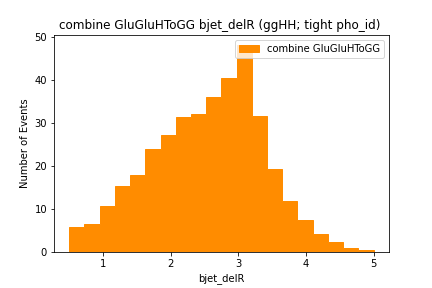 combine GluGluHToGG bjet_delR (ggHH; tight pho_id)
combine GluGluHToGG
Number of Events
50
40
30
20
10
0
1 2 3 4 5
bjet_delR